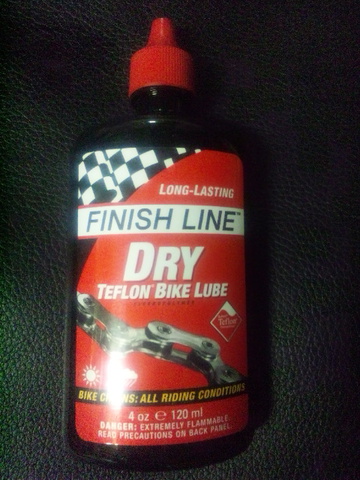 LONG-LASTING
FINISH LINE™
DRY
TEFLON® BIKE LUBE
Teflon
BIKE CHAINS: ALL RIDING CONDITIONS
4 oz e 120 ml
DANGER: EXTREMELY FLAMMABLE.
READ PRECAUTIONS ON BACK PANEL.